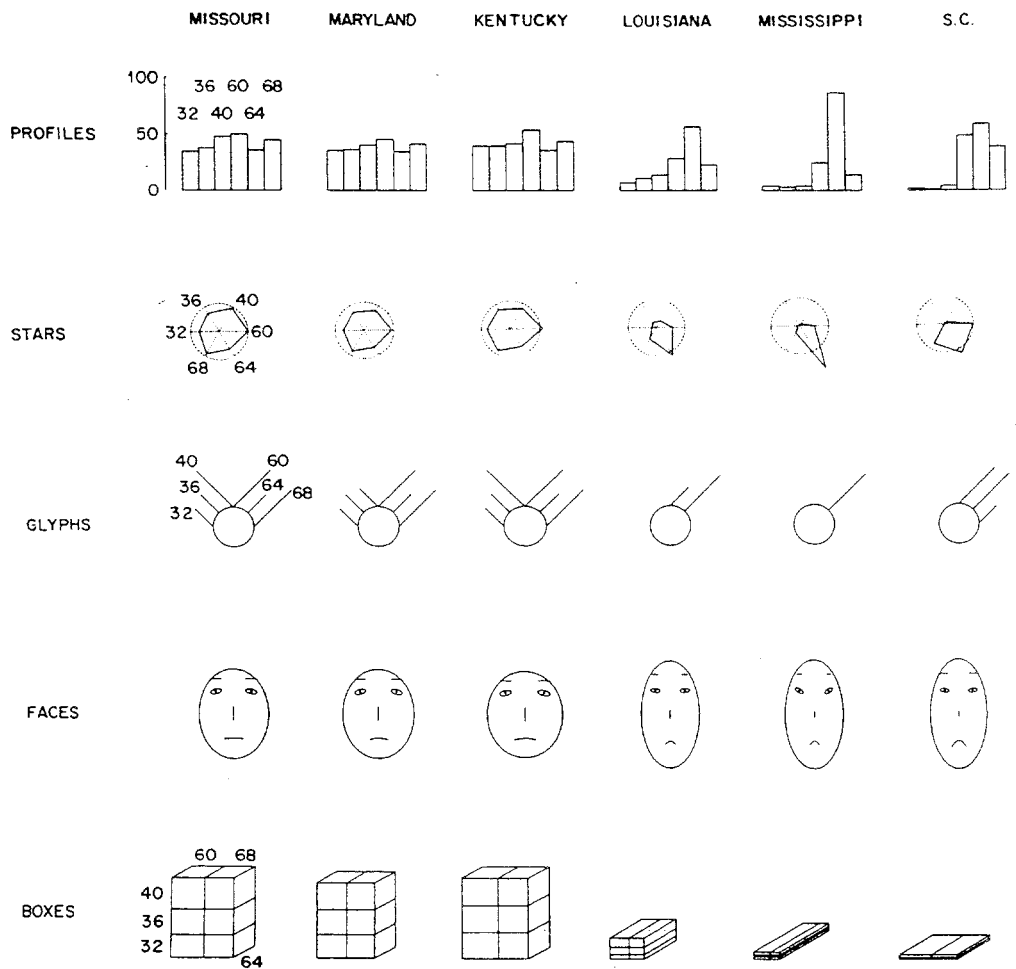 MISSOURI MARYLAND KENTUCKY LOUISIANA MISSISSIPPI S.C.
100
36 60 68
32 40 64
PROFILES 50
0
36 40
STARS 32 60
68 64
40 60
36 64 68
32
GLYPHS
FACES
60 68
40
BOXES 36
32
64